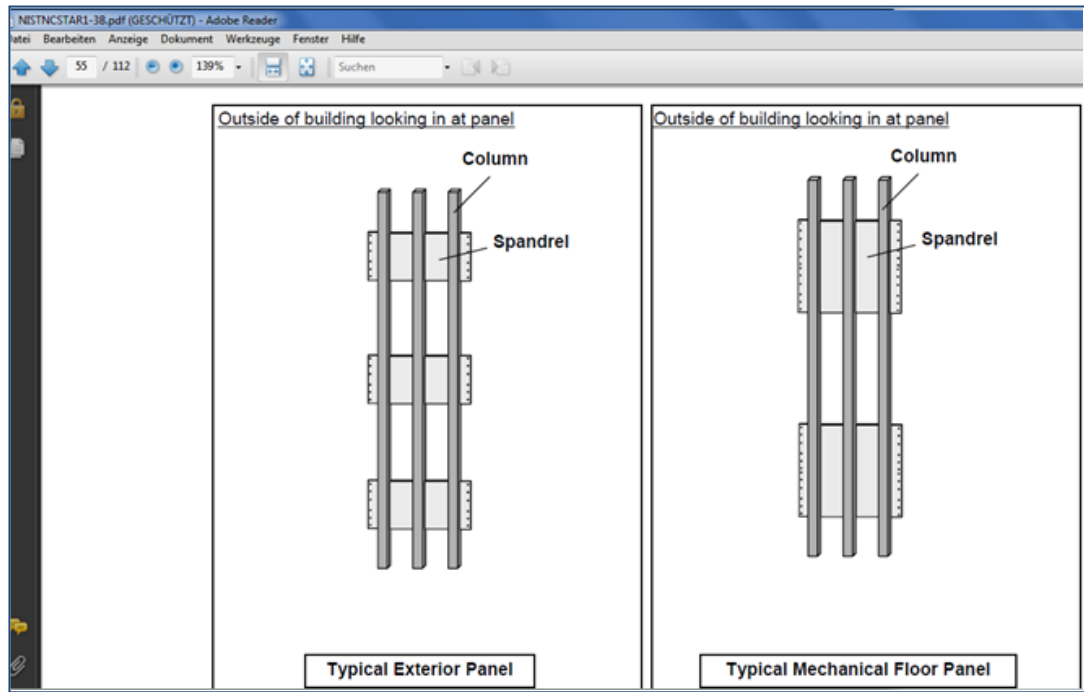 NISTNCSTAR1-3B.pdf (GESCHÜTZT) - Adobe Reader
Datei Bearbeiten Anzeige Dokument Werkzeuge Fenster Hilfe
55 / 112 139% Suchen
Outside of building looking in at panel
Column
Spandrel
Typical Exterior Panel
Outside of building looking in at panel
Column
Spandrel
Typical Mechanical Floor Panel